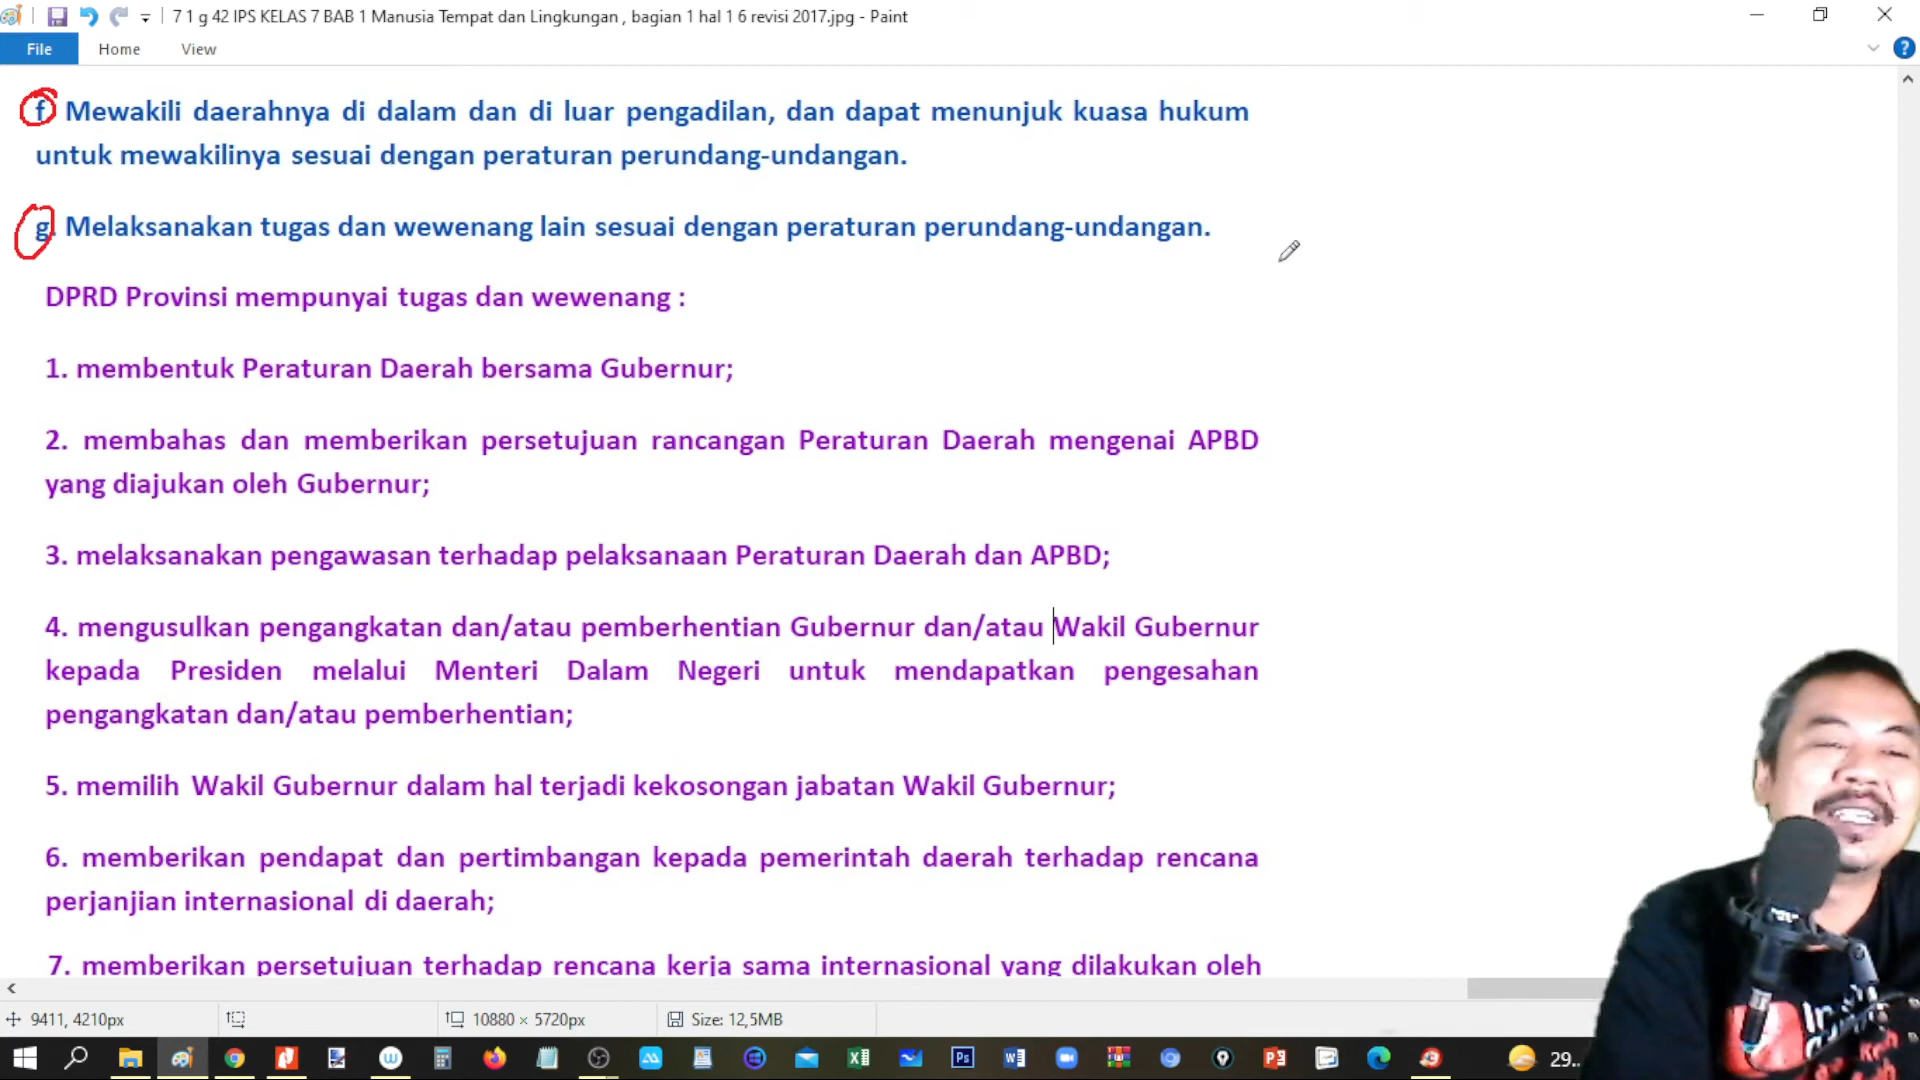 7 1 g 42 IPS KELAS 7 BAB 1 Manusia Tempat dan Lingkungan , bagian 1 hal 1 6 revisi 2017.jpg - Paint
File Home View
f Mewakili daerahnya di dalam dan di luar pengadilan, dan dapat menunjuk kuasa hukum
untuk mewakilinya sesuai dengan peraturan perundang-undangan.
g. Melaksanakan tugas dan wewenang lain sesuai dengan peraturan perundang-undangan.
DPRD Provinsi mempunyai tugas dan wewenang :
1. membentuk Peraturan Daerah bersama Gubernur;
2. membahas dan memberikan persetujuan rancangan Peraturan Daerah mengenai APBD
yang diajukan oleh Gubernur;
3. melaksanakan pengawasan terhadap pelaksanaan Peraturan Daerah dan APBD;
4. mengusulkan pengangkatan dan/atau pemberhentian Gubernur dan/atau Wakil Gubernur
kepada Presiden melalui Menteri Dalam Negeri untuk mendapatkan pengesahan
pengangkatan dan/atau pemberhentian;
5. memilih Wakil Gubernur dalam hal terjadi kekosongan jabatan Wakil Gubernur;
6. memberikan pendapat dan pertimbangan kepada pemerintah daerah terhadap rencana
perjanjian internasional di daerah;
7. memberikan persetujuan terhadap rencana kerja sama internasional yang dilakukan oleh
9411, 4210px 10880 × 5720px Size: 12,5MB
29...